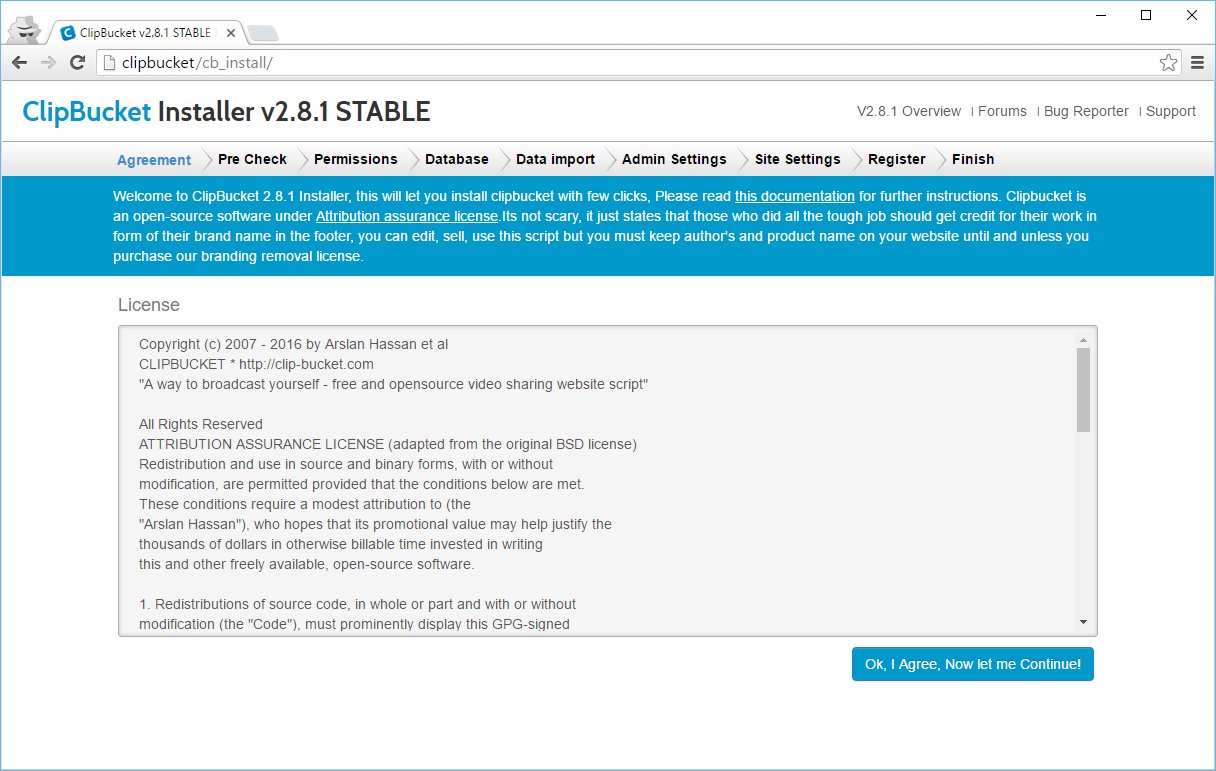 ClipBucket v2.8.1 STABLE
clipbucket/cb_install/
ClipBucket Installer v2.8.1 STABLE
V2.8.1 Overview | Forums | Bug Reporter | Support
Agreement Pre Check Permissions Database Data import Admin Settings Site Settings Register Finish
Welcome to ClipBucket 2.8.1 Installer, this will let you install clipbucket with few clicks, Please read this documentation for further instructions. Clipbucket is
an open-source software under Attribution assurance license.Its not scary, it just states that those who did all the tough job should get credit for their work in
form of their brand name in the footer, you can edit, sell, use this script but you must keep author's and product name on your website until and unless you
purchase our branding removal license.
License
Copyright (c) 2007 - 2016 by Arslan Hassan et al
CLIPBUCKET * http://clip-bucket.com
"A way to broadcast yourself - free and opensource video sharing website script"
All Rights Reserved
ATTRIBUTION ASSURANCE LICENSE (adapted from the original BSD license)
Redistribution and use in source and binary forms, with or without
modification, are permitted provided that the conditions below are met.
These conditions require a modest attribution to (the
"Arslan Hassan"), who hopes that its promotional value may help justify the
thousands of dollars in otherwise billable time invested in writing
this and other freely available, open-source software.
1. Redistributions of source code, in whole or part and with or without
modification (the "Code"), must prominently display this GPG-signed
Ok, I Agree, Now let me Continue!